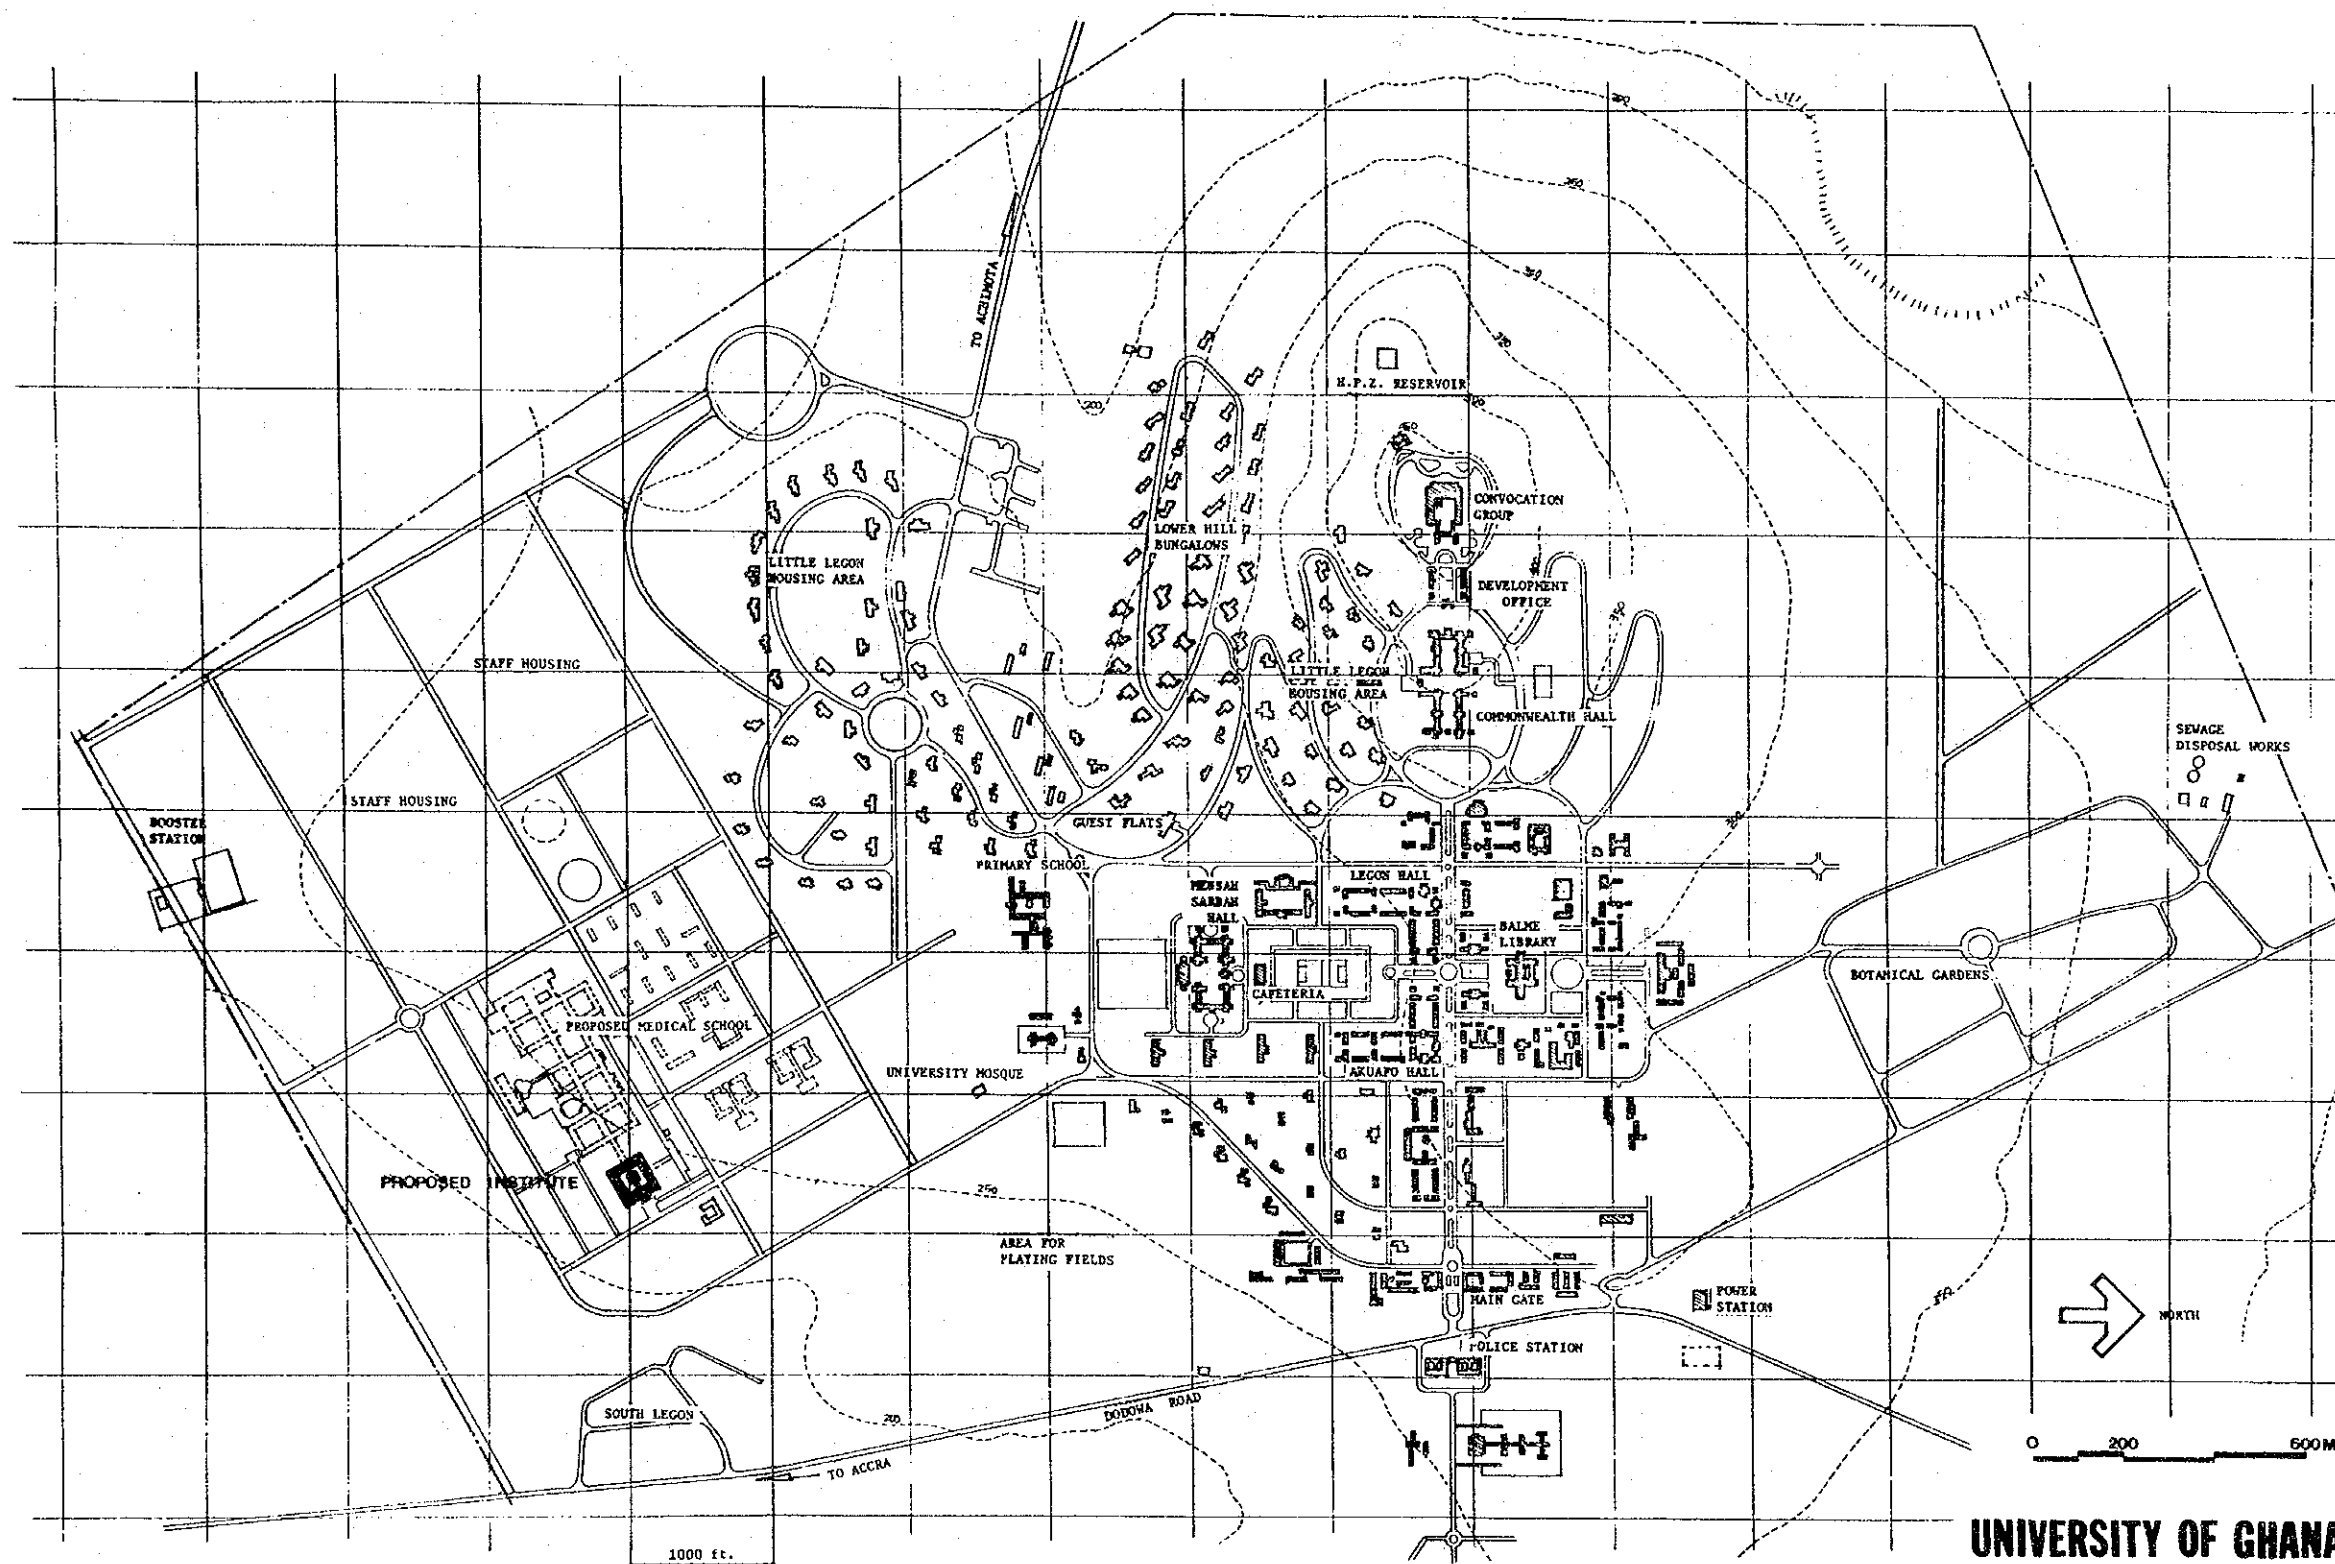 TO ACHIMOTA
H.P.Z. RESERVOIR
CONVOCATION
GROUP
LOWER HILL
BUNGALOWS
LITTLE LEGON
HOUSING AREA
DEVELOPMENT
OFFICE
STAFF HOUSING
LITTLE LEGON
HOUSING AREA
COMMONWEALTH HALL
SEWAGE
DISPOSAL WORKS
STAFF HOUSING
BOOSTER
STATION
GUEST FLATS
PRIMARY SCHOOL
LEGON HALL
MENSAH
SARBAH
HALL
BALME
LIBRARY
BOTANICAL GARDENS
CAFETERIA
PROPOSED MEDICAL SCHOOL
UNIVERSITY MOSQUE
AKUAFO HALL
PROPOSED INSTITUTE
250
AREA FOR
PLAYING FIELDS
MAIN GATE
POWER
STATION
NORTH
POLICE STATION
SOUTH LEGON
DODOWA ROAD
TO ACCRA
0 200 600M
1000 ft.
UNIVERSITY OF GHANA
200
350